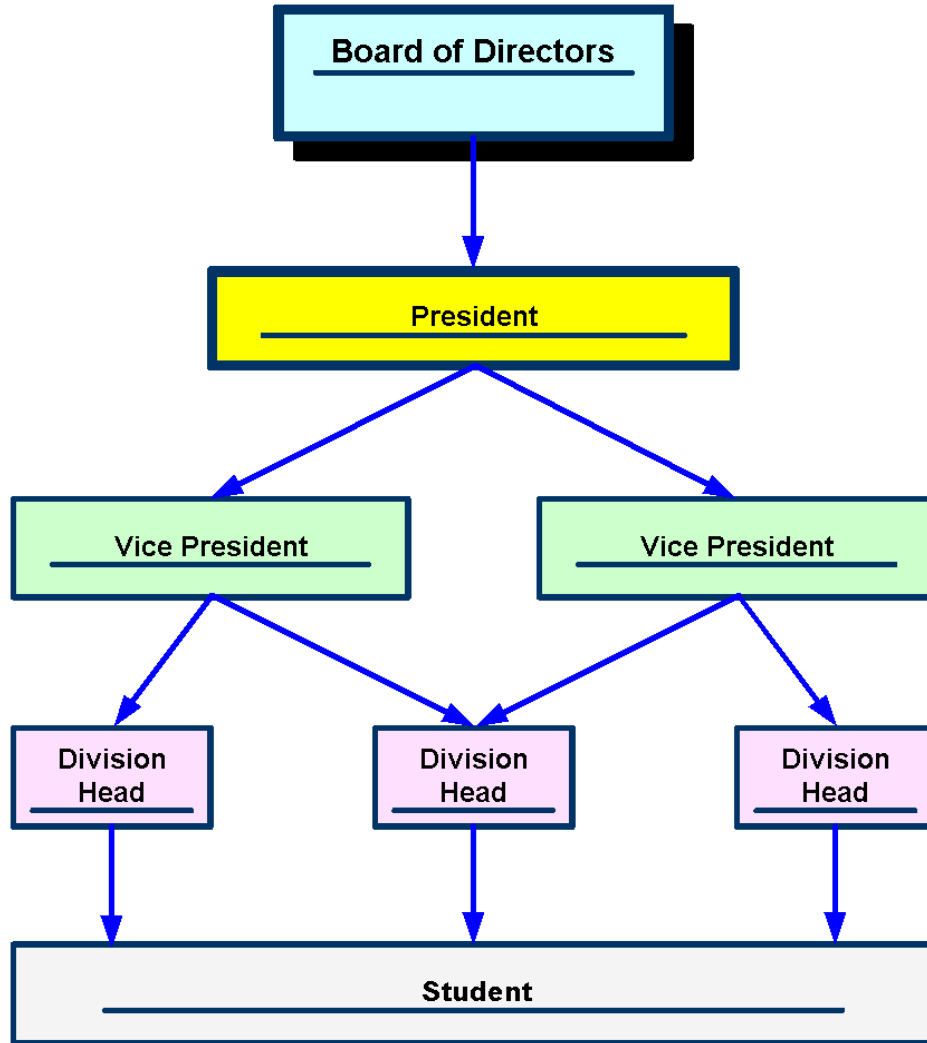 Board of Directors
President
Vice President
Vice President
Division
Head
Division
Head
Division
Head
Student